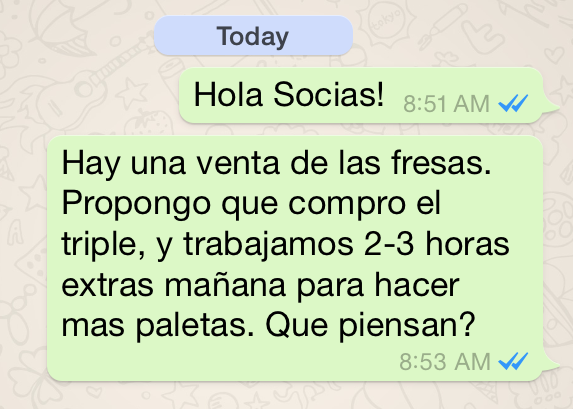 Today
Hola Socias!
8:51 AM
Hay una venta de las fresas.
Propongo que compro el
triple, y trabajamos 2-3 horas
extras mañana para hacer
mas paletas. Que piensan?
8:53 AM